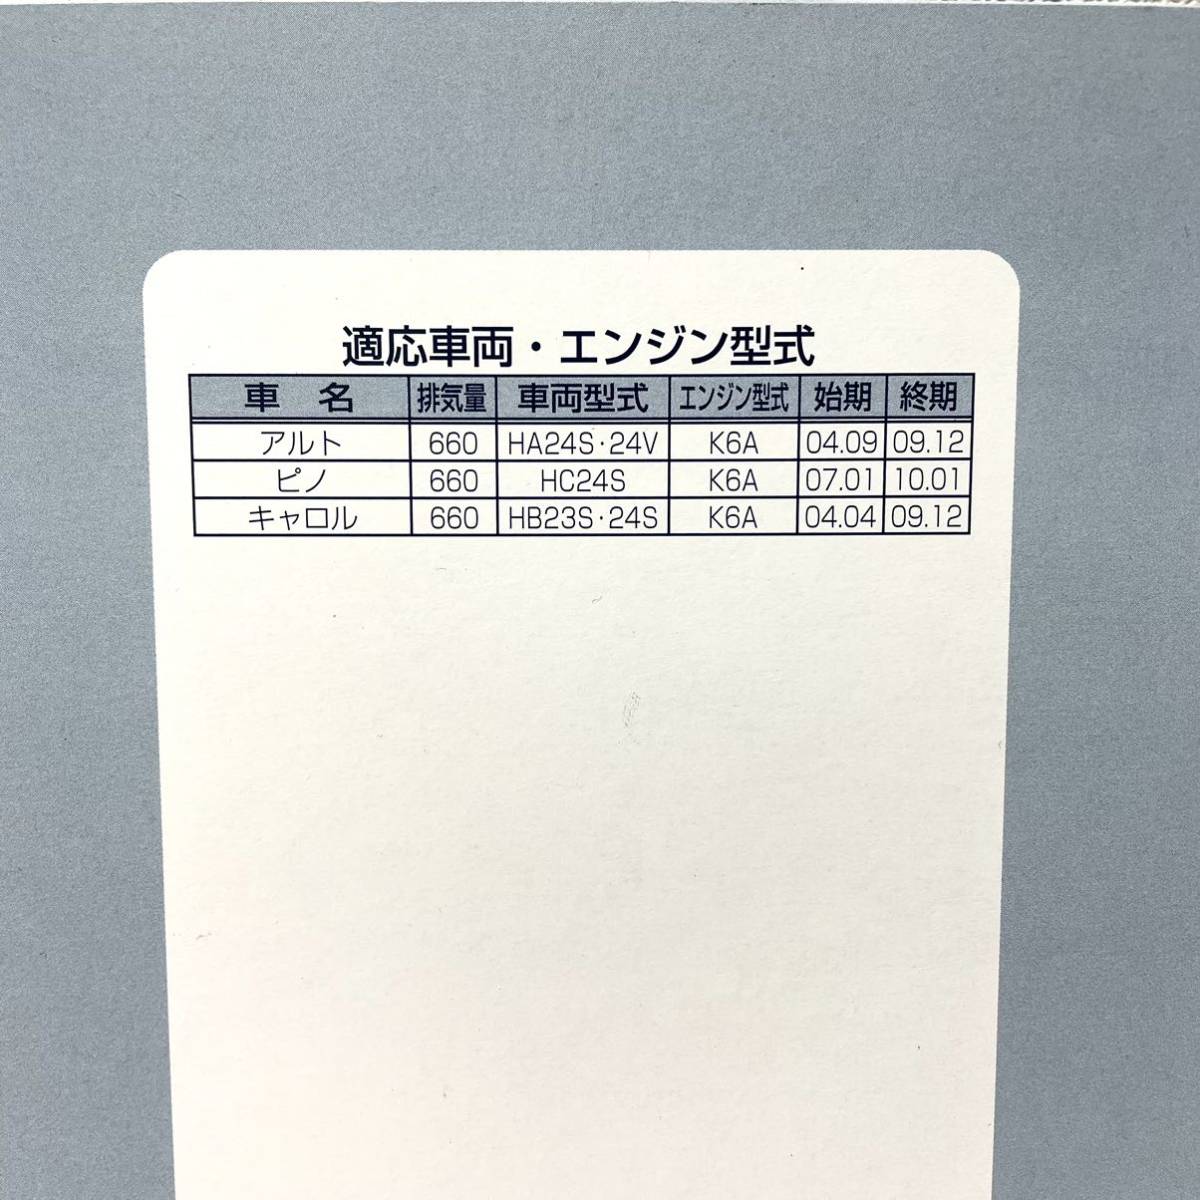 適応車両・エンジン型式
車 名 排気量 車両型式 エンジン型式 始期 終期
アルト 660 HA24S・24V K6A 04.09 09.12
ピノ 660 HC24S K6A 07.01 10.01
キャロル 660 HB23S・24S K6A 04.04 09.12